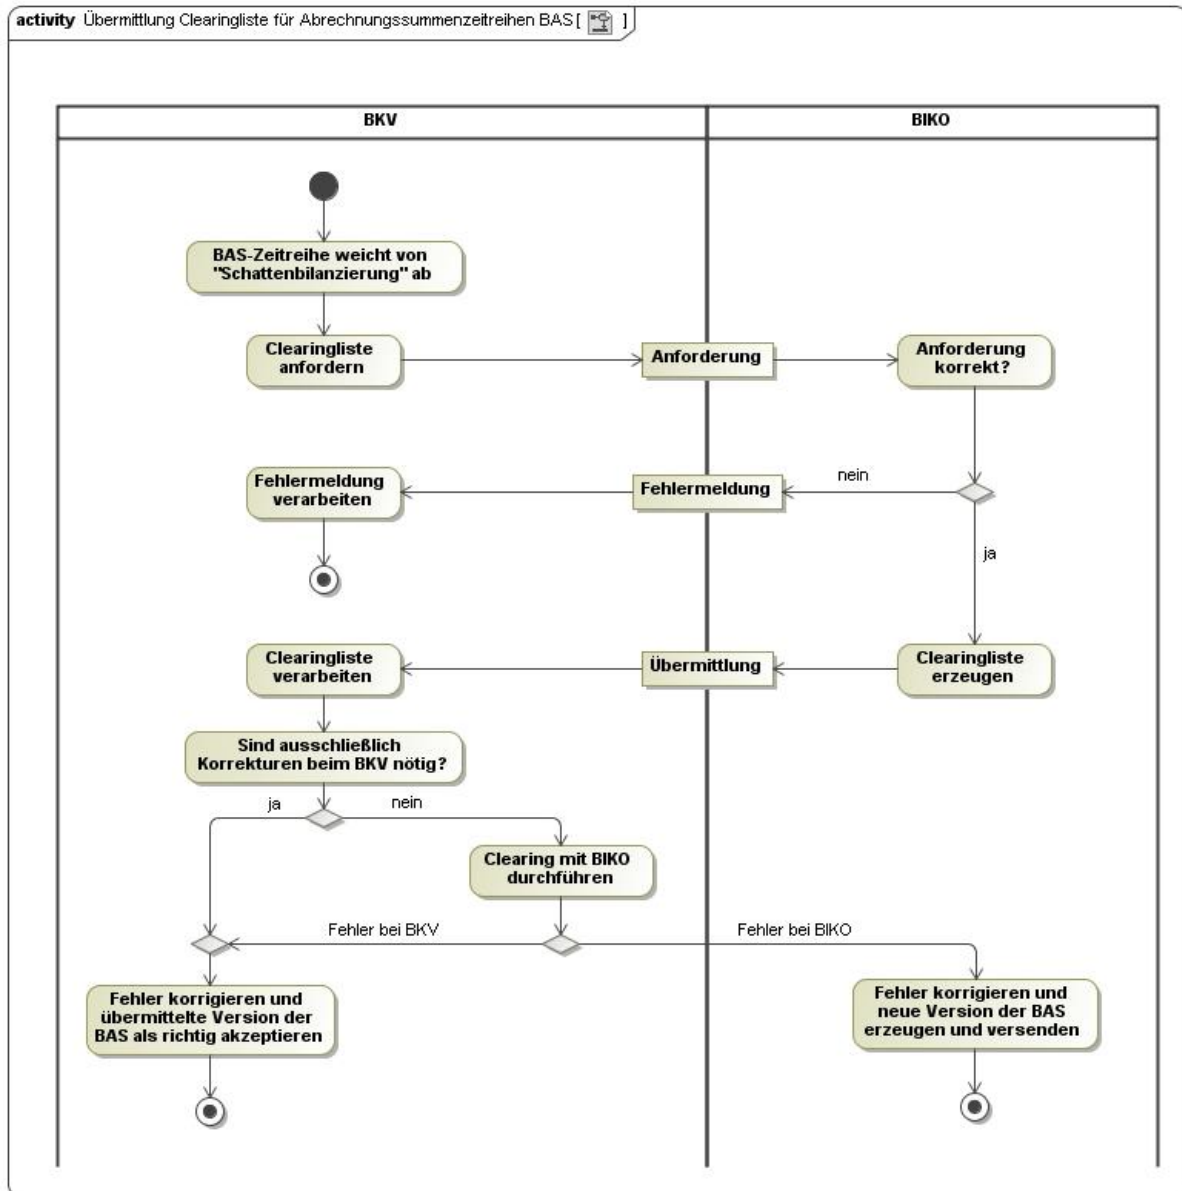 activity Übermittlung Clearingliste für Abrechnungssummenzeitreihen BAS [ ]
BKV
BIKO
BAS-Zeitreihe weicht von
"Schattenbilanzierung" ab
Clearingliste
anfordern
Anforderung
Anforderung
korrekt?
Fehlermeldung
verarbeiten
Fehlermeldung
nein
ja
Clearingliste
verarbeiten
Übermittlung
Clearingliste
erzeugen
Sind ausschließlich
Korrekturen beim BKV nötig?
ja
nein
Clearing mit BIKO
durchführen
Fehler bei BKV
Fehler bei BIKO
Fehler korrigieren und
übermittelte Version der
BAS als richtig akzeptieren
Fehler korrigieren und
neue Version der BAS
erzeugen und versenden